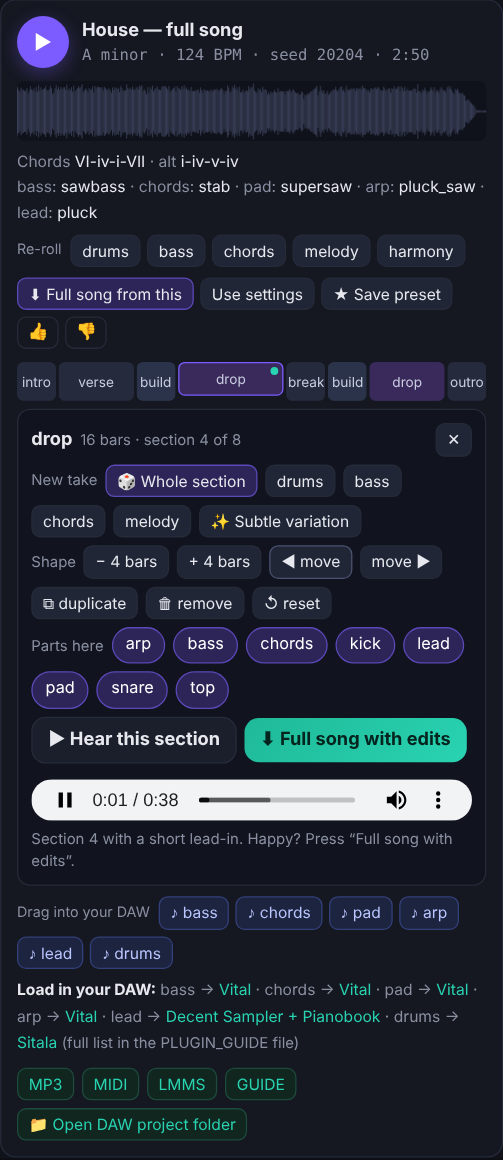 House — full song
A minor · 124 BPM · seed 20204 · 2:50
Chords VI-iv-i-VII · alt i-iv-v-iv
bass: sawbass · chords: stab · pad: supersaw · arp: pluck_saw ·
lead: pluck
Re-roll drums bass chords melody harmony
⬇ Full song from this Use settings ★ Save preset
👍 👎
intro verse build drop break build drop outro
drop 16 bars · section 4 of 8 ✕
New take 🎲 Whole section drums bass
chords melody ✨ Subtle variation
Shape − 4 bars + 4 bars ◀ move move ▶
⧉ duplicate 🗑 remove ↺ reset
Parts here arp bass chords kick lead
pad snare top
▶ Hear this section ⬇ Full song with edits
0:01 / 0:38
Section 4 with a short lead-in. Happy? Press “Full song with
edits”.
Drag into your DAW ♪ bass ♪ chords ♪ pad ♪ arp
♪ lead ♪ drums
Load in your DAW: bass → Vital · chords → Vital · pad → Vital ·
arp → Vital · lead → Decent Sampler + Pianobook · drums →
Sitala (full list in the PLUGIN_GUIDE file)
MP3 MIDI LMMS GUIDE
📁 Open DAW project folder